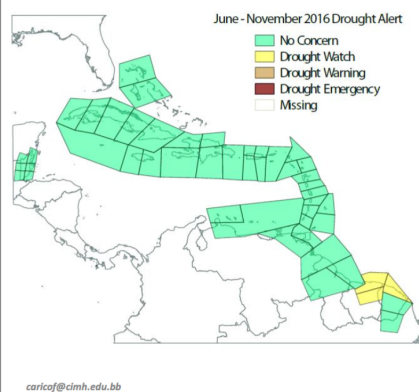 June - November 2016 Drought Alert
No Concern
Drought Watch
Drought Warning
Drought Emergency
Missing
caricof@cimh.edu.bb